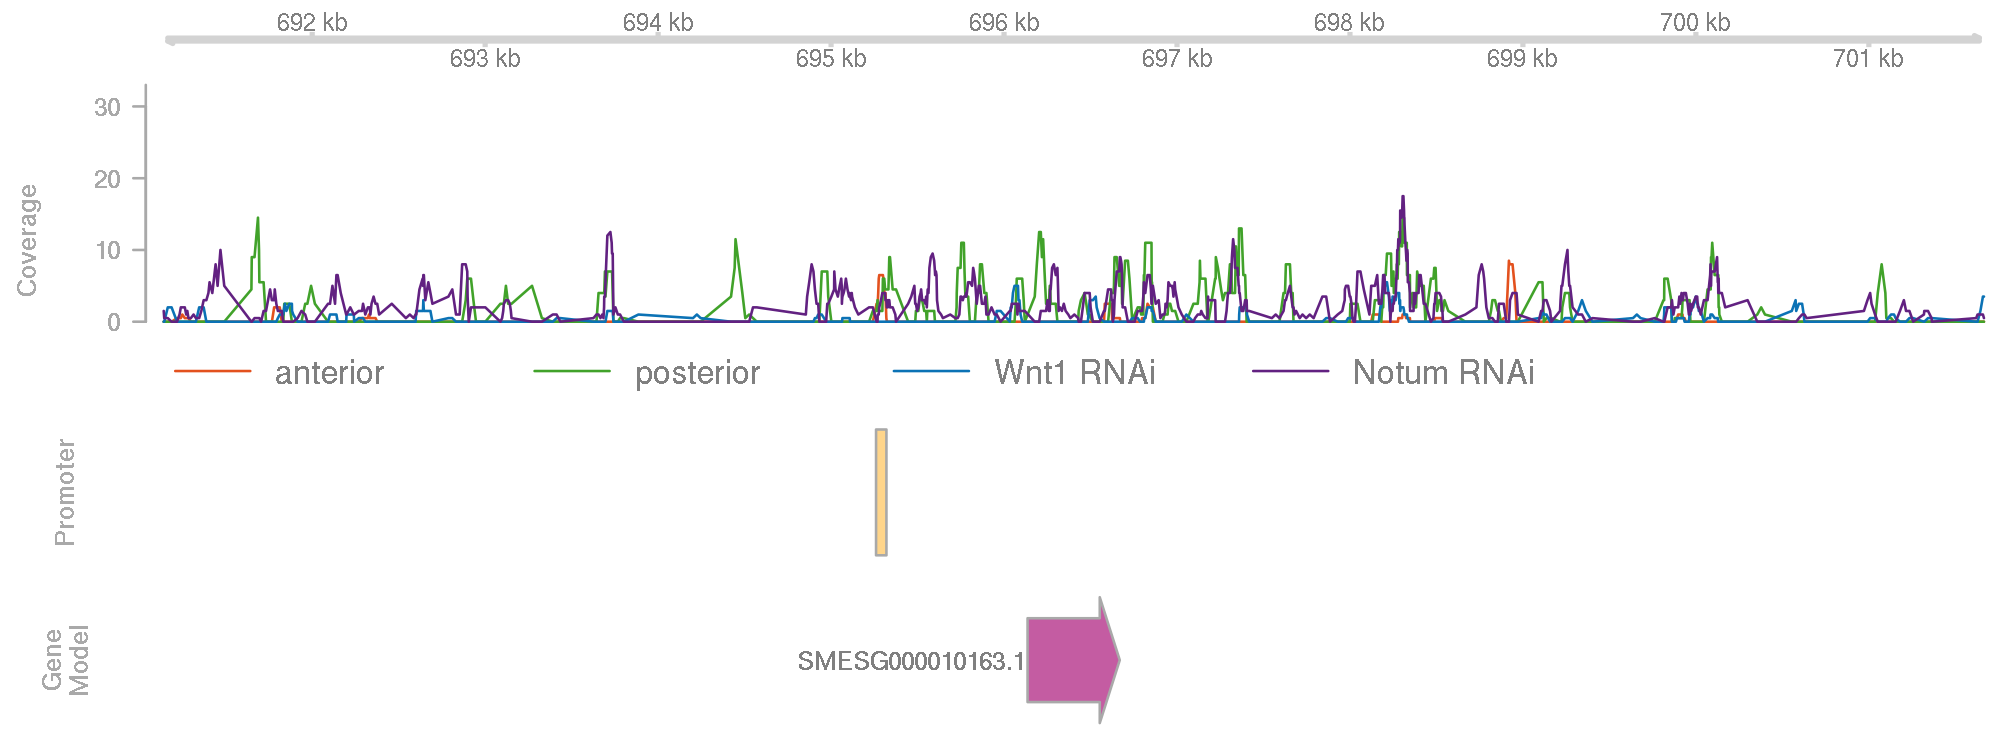 692 kb 694 kb 696 kb 698 kb 700 kb
693 kb 695 kb 697 kb 699 kb 701 kb
Coverage
30
20
10
0
anterior posterior Wnt1 RNAi Notum RNAi
Promoter
Gene
Model
SMESG000010163.1